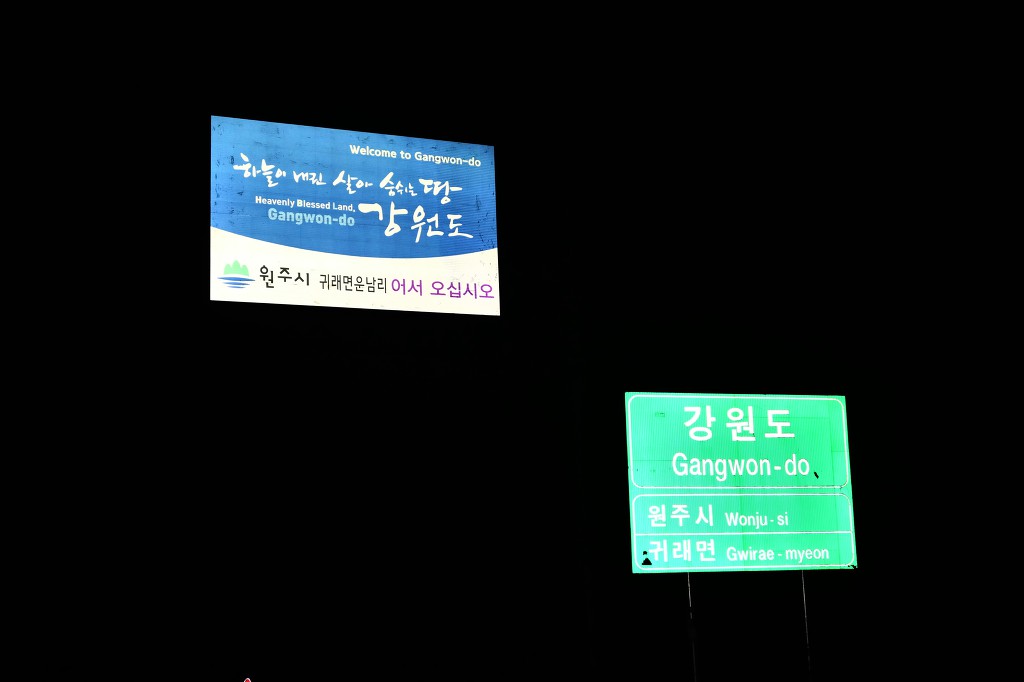 Welcome to Gangwon-do
하늘이 내린 살아 숨쉬는 땅
Heavenly Blessed Land,
Gangwon-do
강원도
원주시 귀래면운남리 어서 오십시오
강원도
Gangwon-do
원주시 Wonju-si
귀래면 Gwirae-myeon